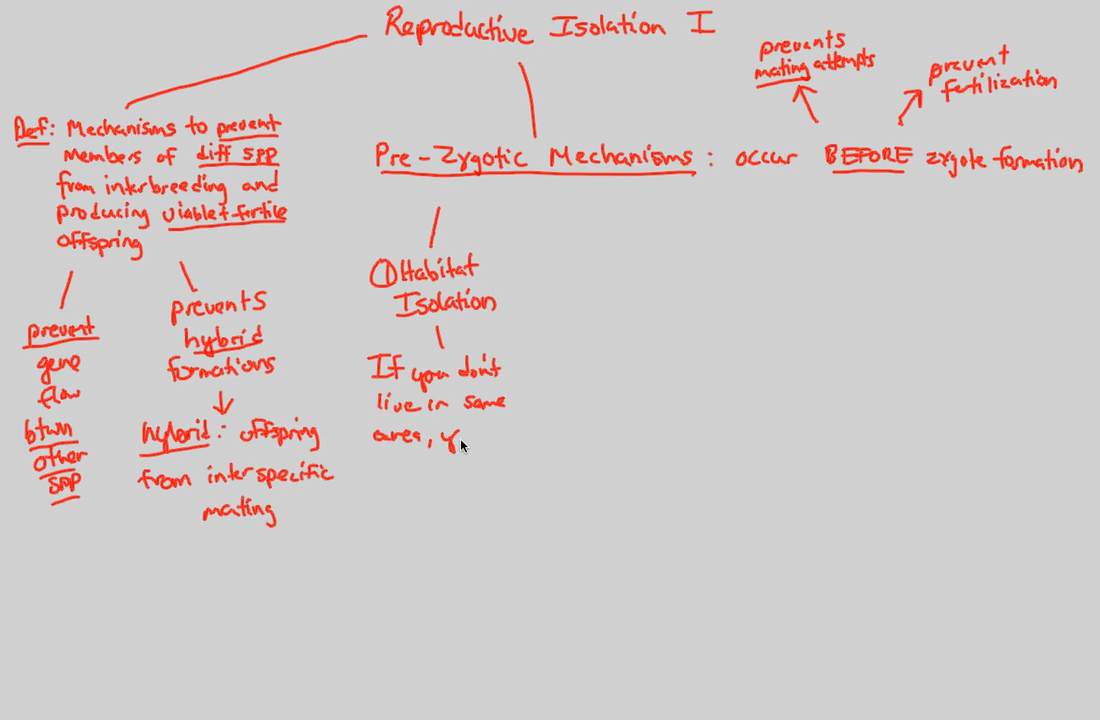 Reproductive Isolation I
Def: Mechanisms to prevent
members of diff spp
from interbreeding and
producing viable + fertile
offspring
prevent
gene
flow
btwn
other
spp
prevents
hybrid
formations
hybrid: offspring
from interspecific
mating
Pre-Zygotic Mechanisms: occur BEFORE zygote formation
prevents
mating attempts
prevent
fertilization
① Habitat
Isolation
If you don't
live in same
area, y